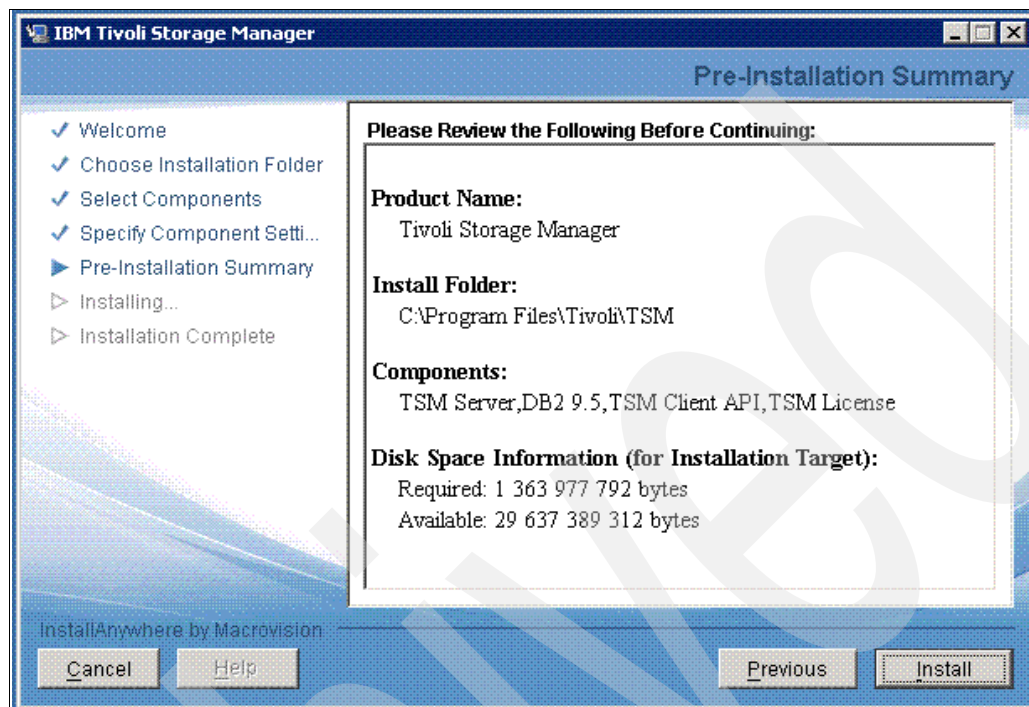 IBM Tivoli Storage Manager
Pre-Installation Summary
Welcome
Choose Installation Folder
Select Components
Specify Component Setti...
Pre-Installation Summary
Installing...
Installation Complete
Please Review the Following Before Continuing:
Product Name:
Tivoli Storage Manager
Install Folder:
C:\Program Files\Tivoli\TSM
Components:
TSM Server,DB2 9.5,TSM Client API,TSM License
Disk Space Information (for Installation Target):
Required: 1 363 977 792 bytes
Available: 29 637 389 312 bytes
InstallAnywhere by Macrovision
Cancel
Help
Previous
Install